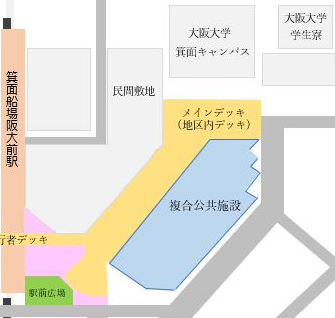 大阪大学
箕面キャンパス
大阪大学
学生寮
箕面船場阪大前駅
民間敷地
メインデッキ
（地区内デッキ）
複合公共施設
行者デッキ
駅前広場